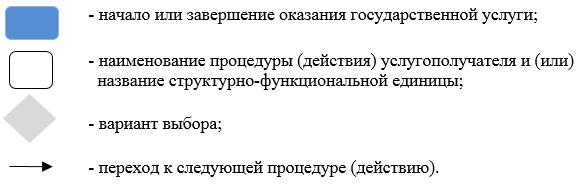 - начало или завершение оказания государственной услуги;
- наименование процедуры (действия) услугополучателя и (или)
название структурно-функциональной единицы;
- вариант выбора;
- переход к следующей процедуре (действию).